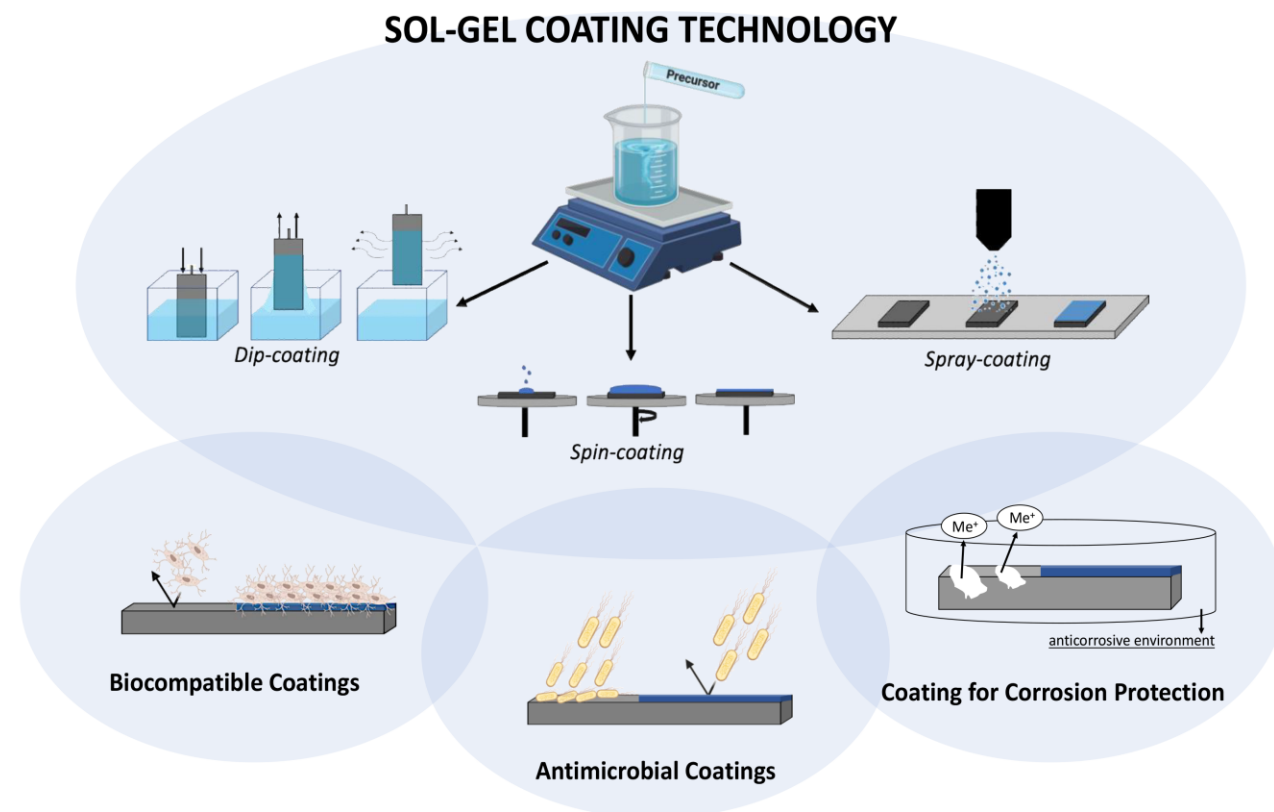 SOL-GEL COATING TECHNOLOGY
Precursor
Dip-coating
Spray-coating
Spin-coating
Me⁺
Me⁺
anticorrosive environment
Biocompatible Coatings
Coating for Corrosion Protection
Antimicrobial Coatings